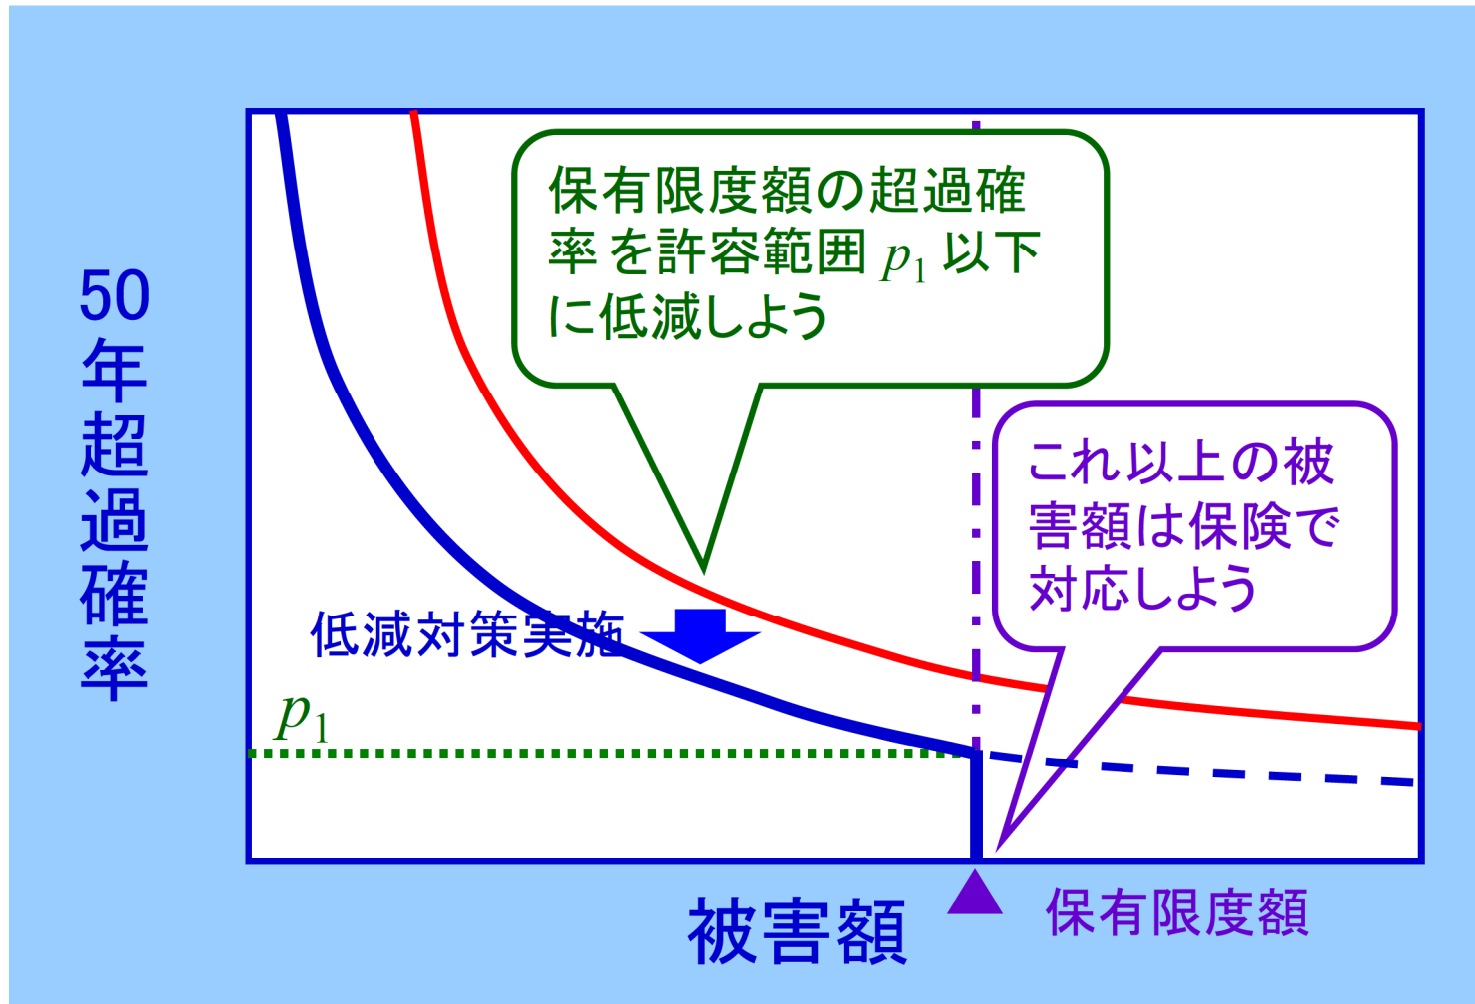 保有限度額の超過確
率を許容範囲 p₁ 以下
に低減しよう
50年超過確率
これ以上の被
害額は保険で
対応しよう
低減対策実施
p₁
被害額
保有限度額